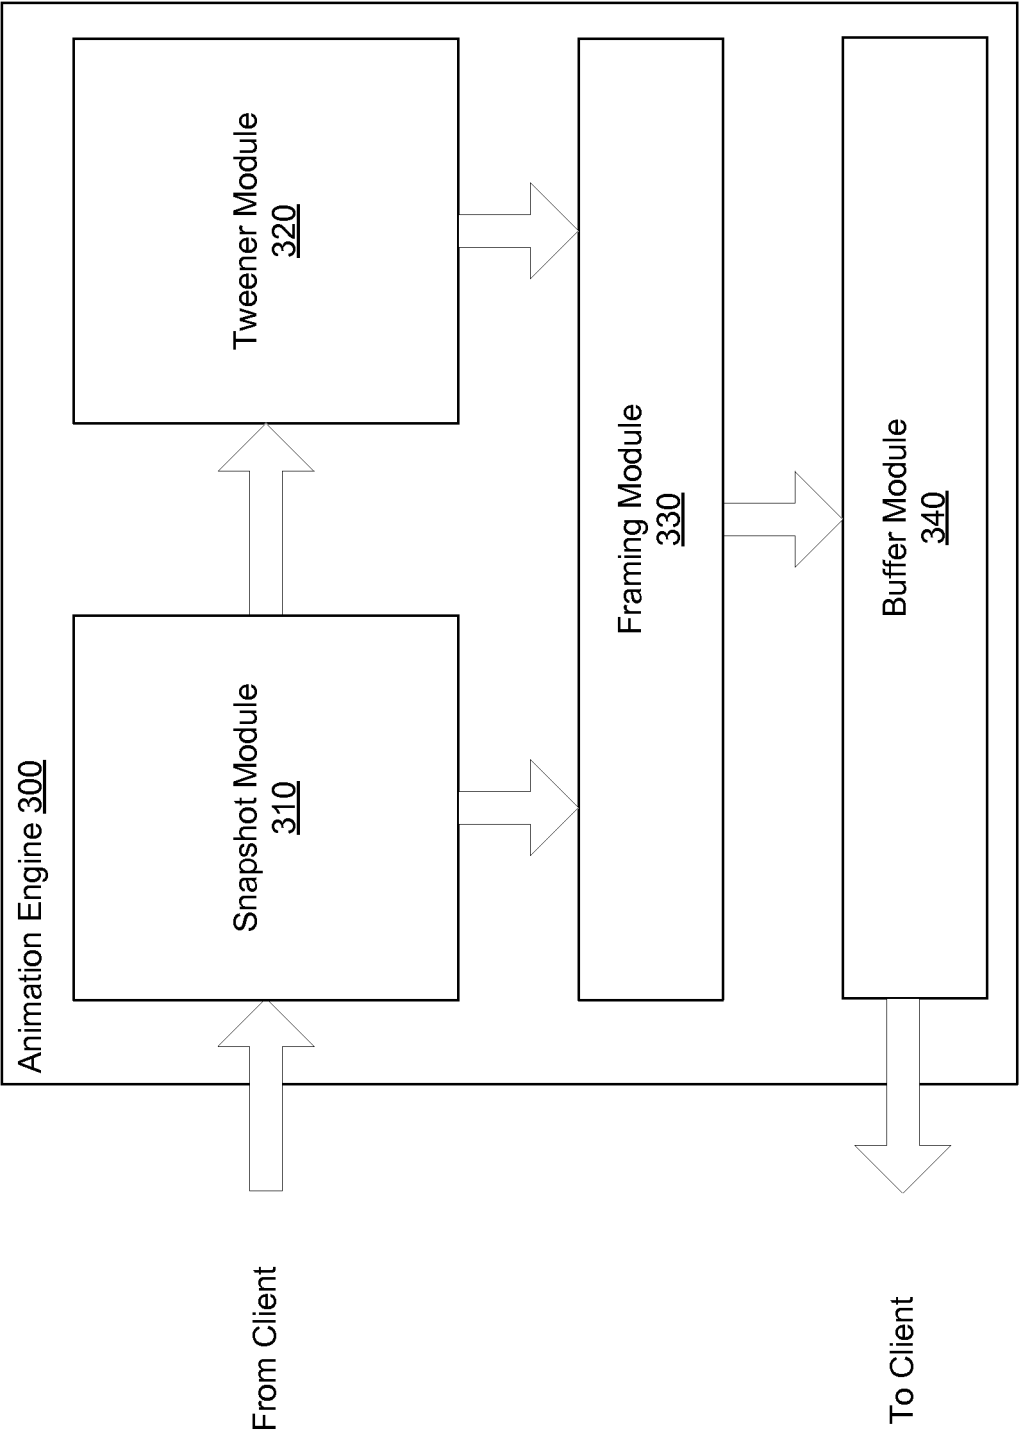 Animation Engine 300
From Client
Snapshot Module
310
Tweener Module
320
Framing Module
330
Buffer Module
340
To Client